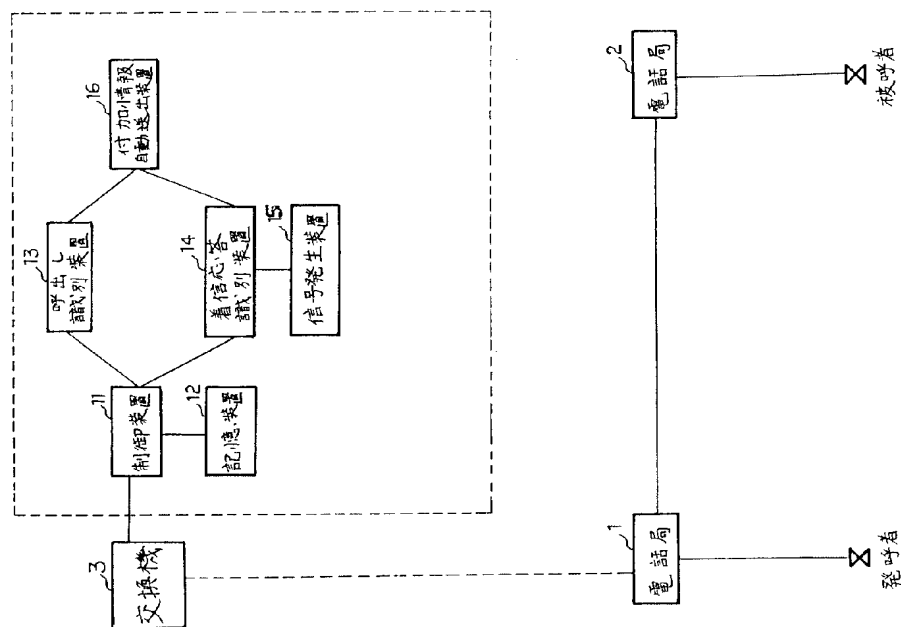 3
交換機
11
制御装置
12
記憶装置
13
呼出し
識別装置
14
着信応答
識別装置
15
信号発生装置
16
付加情報
自動送出装置
1
電話局
発呼者
2
電話局
被呼者